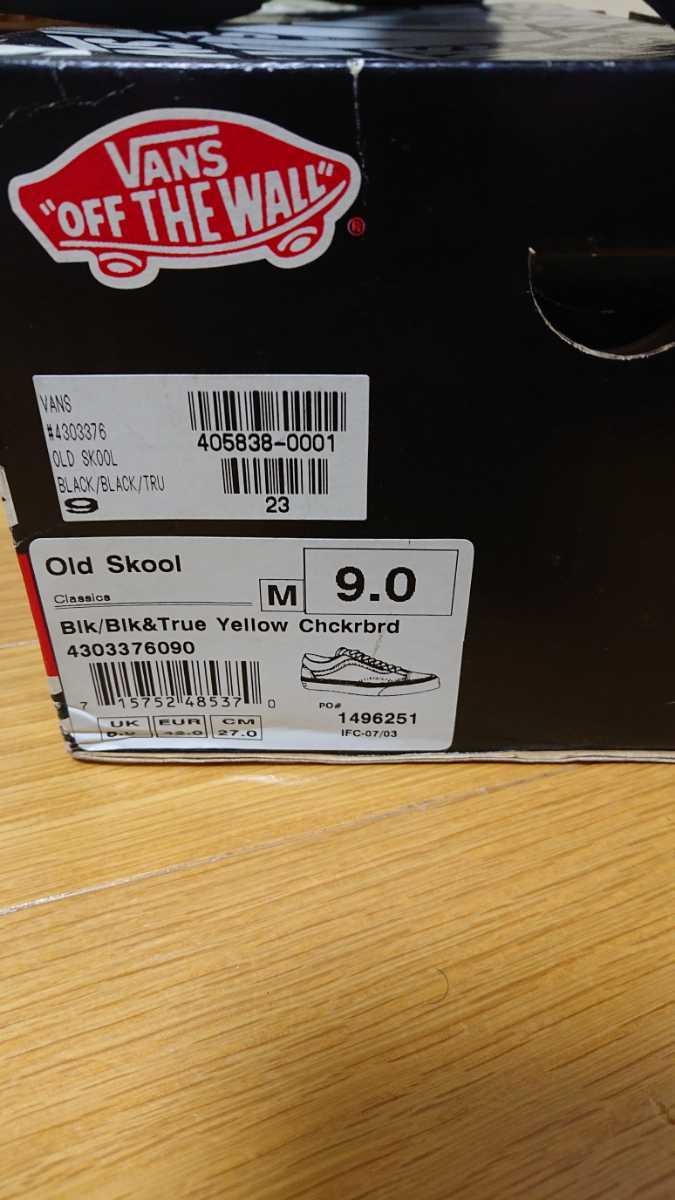 VANS
"OFF THE WALL"
®
VANS
#4303376
OLD SKOOL
BLACK/BLACK/TRU
9
405838-0001
23
Old Skool
Classics
M
9.0
Blk/Blk&True Yellow Chckrbrd
4303376090
7 15752 48537 0
PO#
1496251
IFC-07/03
UK EUR CM
27.0